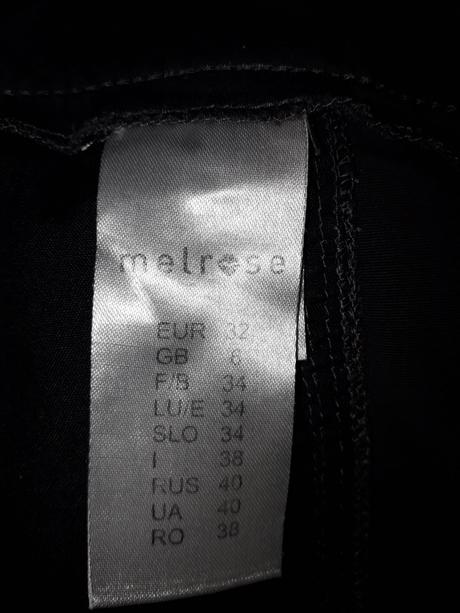 melrose
EUR 32
GB 6
F/B 34
LU/E 34
SLO 34
I 38
RUS 40
UA 40
RO 38